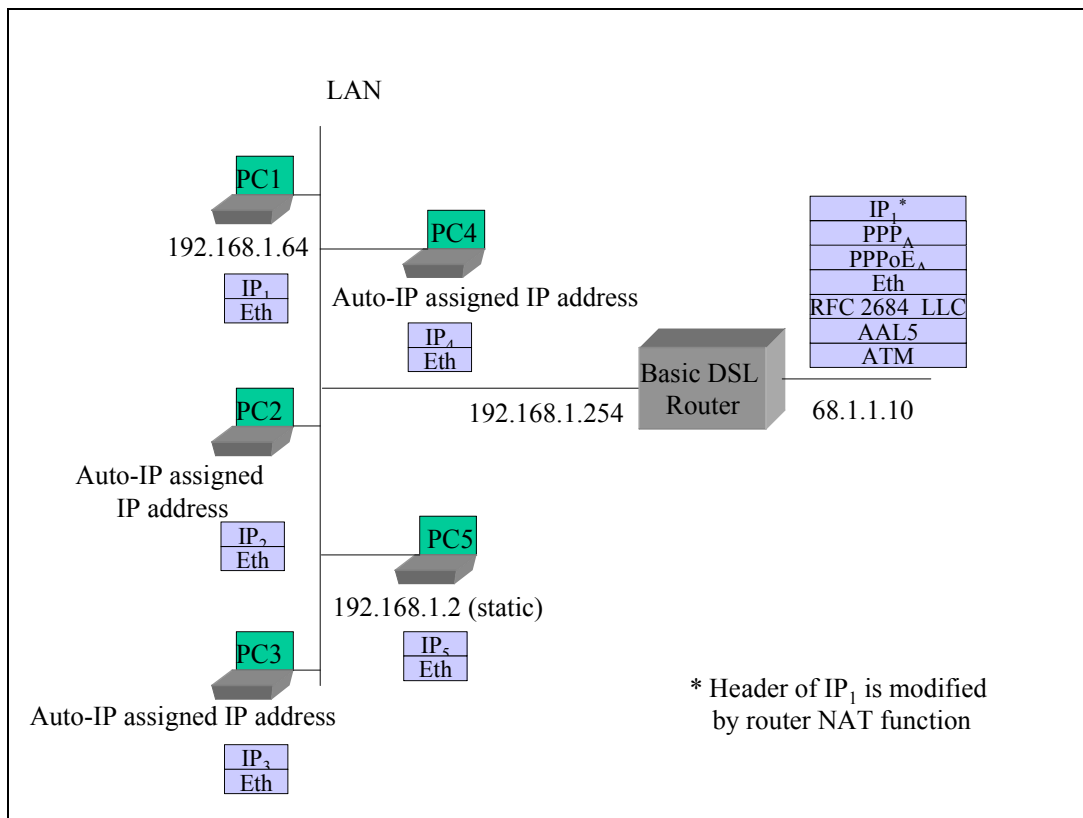 LAN
PC1
192.168.1.64
IP1
Eth
PC4
Auto-IP assigned IP address
IP4
Eth
IP1*
PPPA
PPPoEA
Eth
RFC 2684 LLC
AAL5
ATM
Basic DSL
Router
192.168.1.254
68.1.1.10
PC2
Auto-IP assigned
IP address
IP2
Eth
PC5
192.168.1.2 (static)
IP5
Eth
PC3
Auto-IP assigned IP address
IP3
Eth
* Header of IP1 is modified
by router NAT function